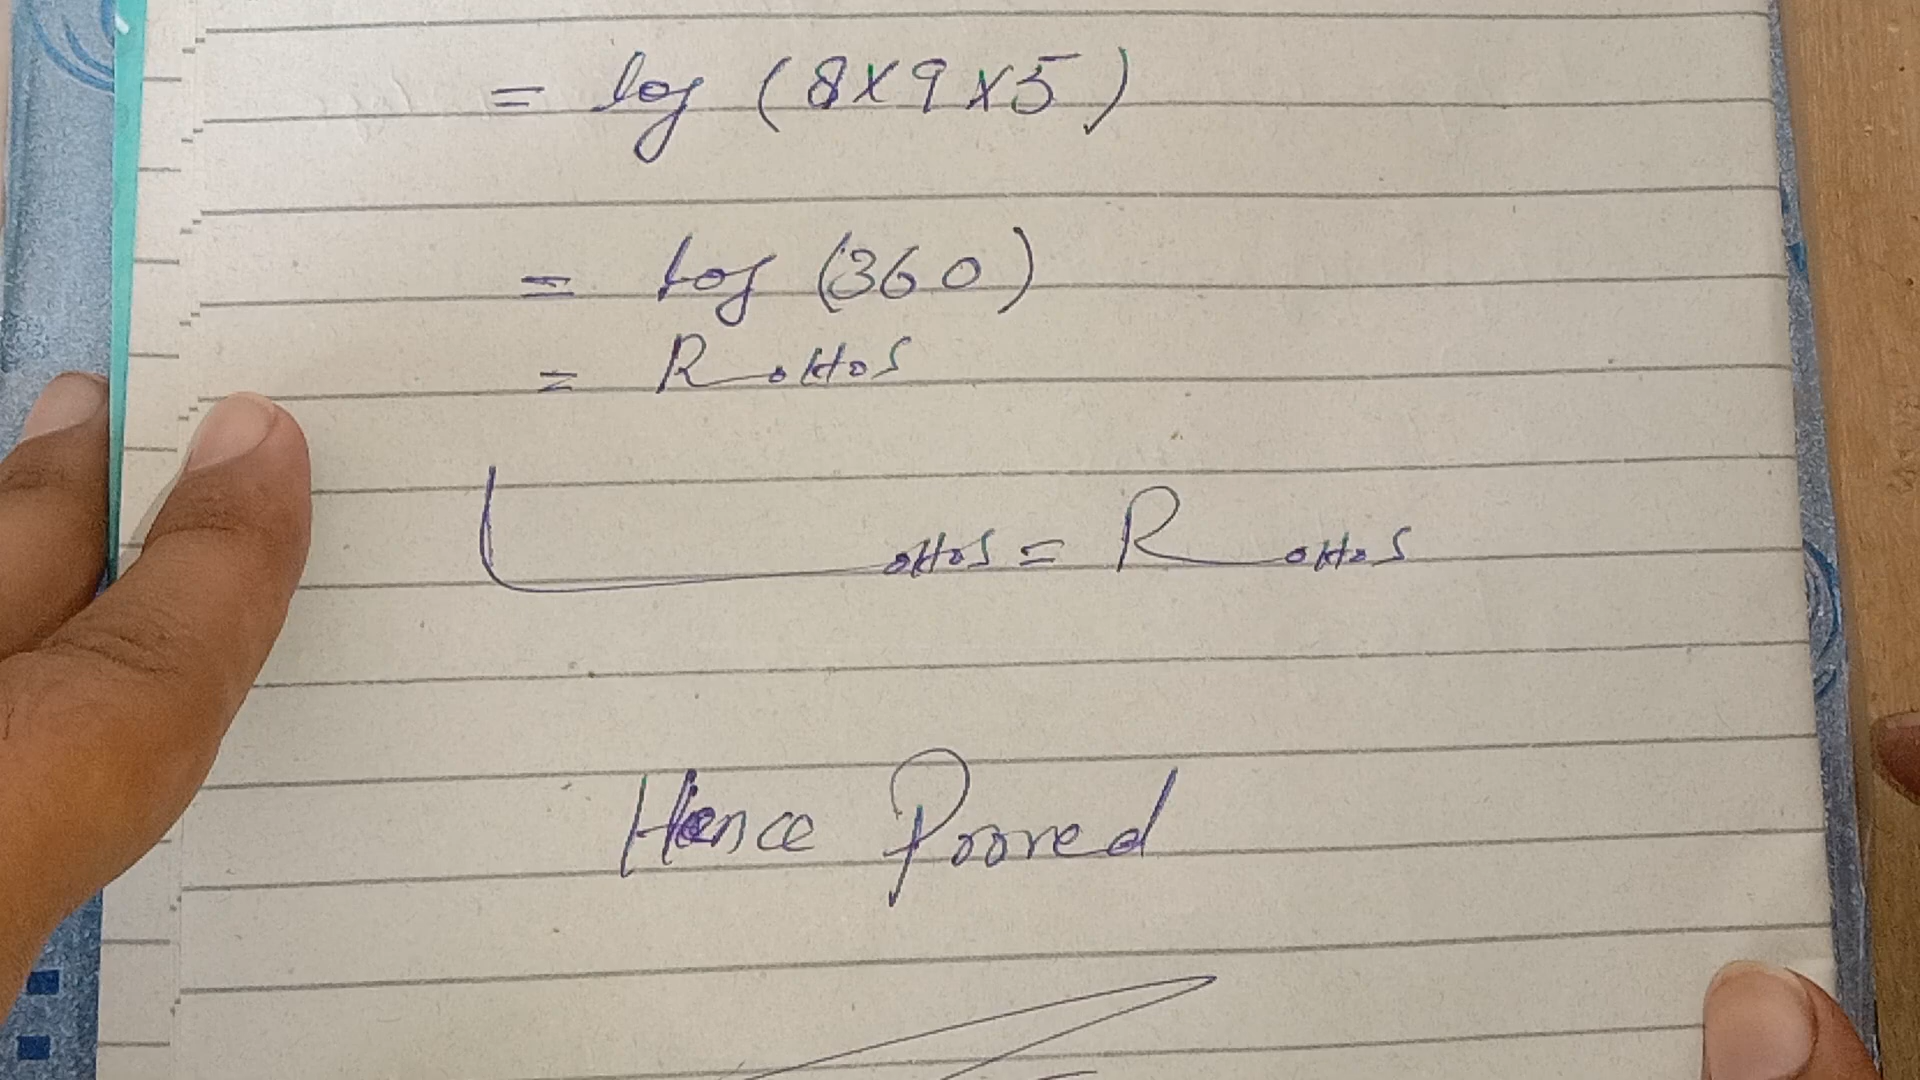 = log (8×9×5)
= log (360)
= R.H.S
L.H.S = R.H.S
Hence Proved